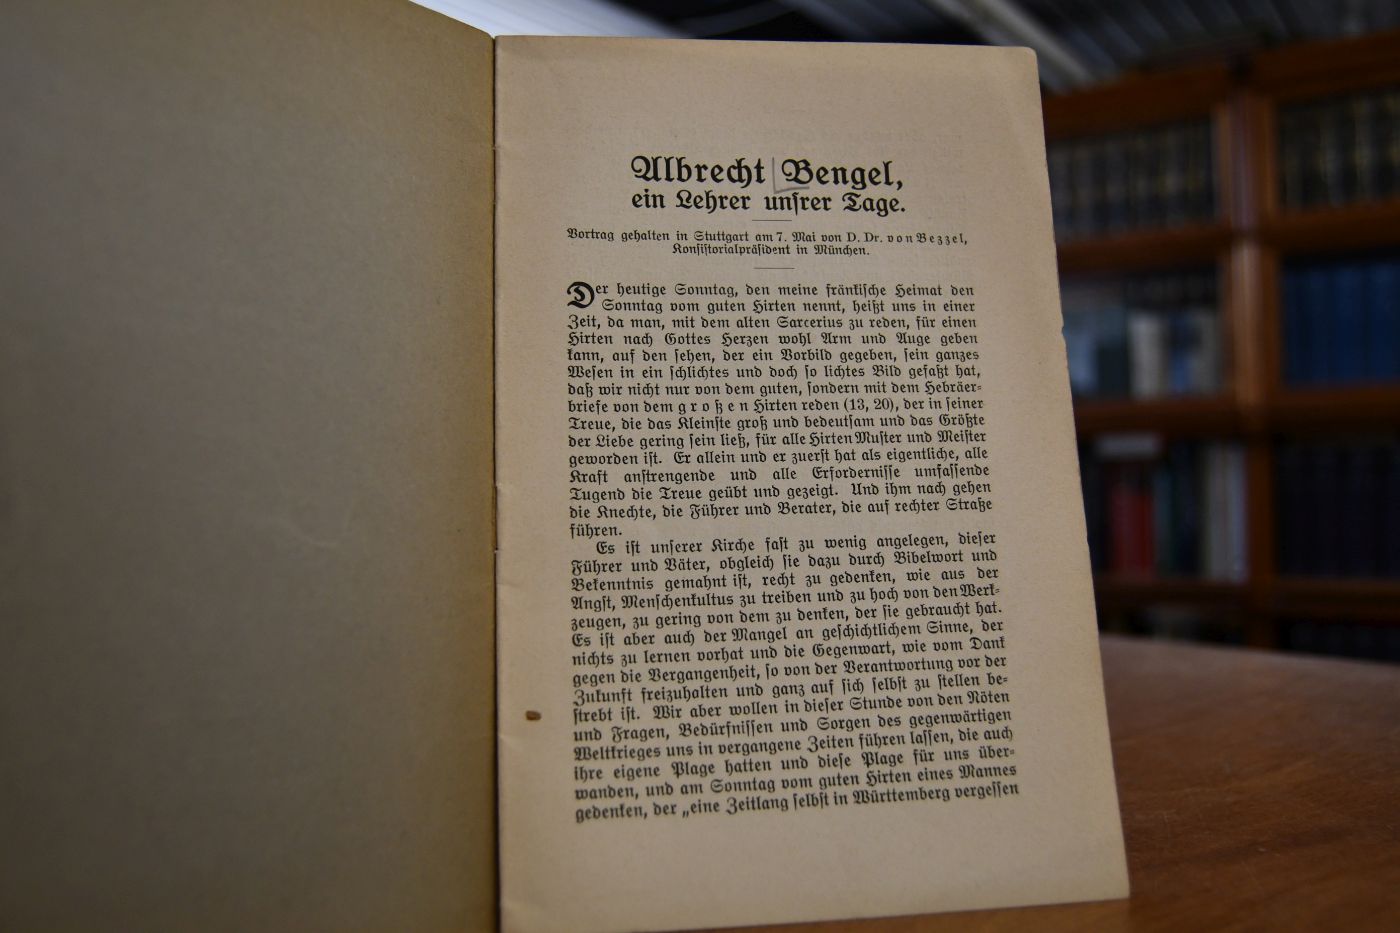 Albrecht Bengel,
ein Lehrer unsrer Tage.
Vortrag gehalten in Stuttgart am 7. Mai von D. Dr. von Bezzel,
Konsistorialpräsident in München.
Der heutige Sonntag, den meine fränkische Heimat den
Sonntag vom guten Hirten nennt, heißt uns in einer
Zeit, da man, mit dem alten Sarcerius zu reden, für einen
Hirten nach Gottes Herzen wohl Arm und Auge geben
kann, auf den sehen, der ein Vorbild gegeben, sein ganzes
Wesen in ein schlichtes und doch so lichtes Bild gefaßt hat,
daß wir nicht nur von dem guten, sondern mit dem Hebräer-
briefe von dem großen Hirten reden (13, 20), der in seiner
Treue, die das Kleinste groß und bedeutsam und das Größte
der Liebe gering sein ließ, für alle Hirten Muster und Meister
geworden ist. Er allein und er zuerst hat als eigentliche, alle
Kraft anstrengende und alle Erfordernisse umfassende
Tugend die Treue geübt und gezeigt. Und ihm nach gehen
die Knechte, die Führer und Berater, die auf rechter Straße
führen.
Es ist unserer Kirche fast zu wenig angelegen, dieser
Führer und Väter, obgleich sie dazu durch Bibelwort und
Bekenntnis gemahnt ist, recht zu gedenken, wie aus der
Angst, Menschenkultus zu treiben und zu hoch von den Werk-
zeugen, zu gering von dem zu denken, der sie gebraucht hat.
Es ist aber auch der Mangel an geschichtlichem Sinne, der
nichts zu lernen vorhat und die Gegenwart, wie vom Dank
gegen die Vergangenheit, so von der Verantwortung vor der
Zukunft freizuhalten und ganz auf sich selbst zu stellen be-
strebt ist. Wir aber wollen in dieser Stunde von den Nöten
und Fragen, Bedürfnissen und Sorgen des gegenwärtigen
Weltkrieges uns in vergangene Zeiten führen lassen, die auch
ihre eigene Plage hatten und diese Plage für uns über-
wanden, und am Sonntag vom guten Hirten eines Mannes
gedenken, der „eine Zeitlang selbst in Württemberg vergessen